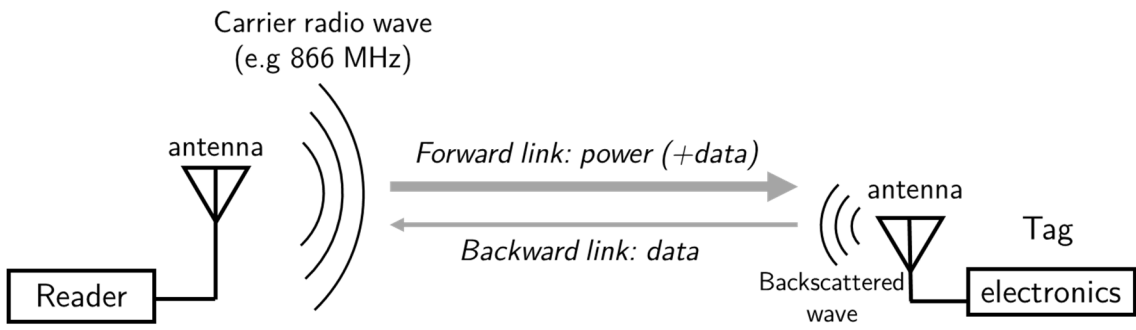 Carrier radio wave
(e.g 866 MHz)
antenna
Forward link: power (+data)
antenna
Tag
Backward link: data
Backscattered
wave
Reader
electronics